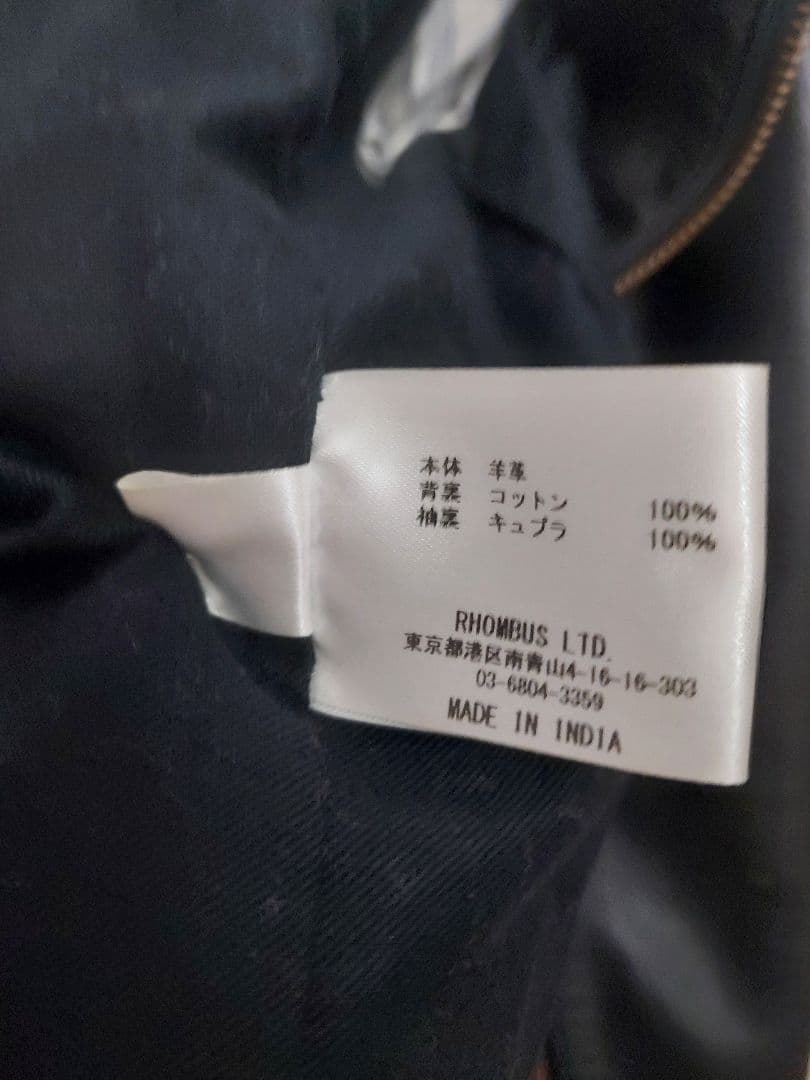 本体 羊革
背裏 コットン 100%
袖裏 キュプラ 100%
RHOMBUS LTD.
東京都港区南青山4-16-16-303
03-6804-3359
MADE IN INDIA